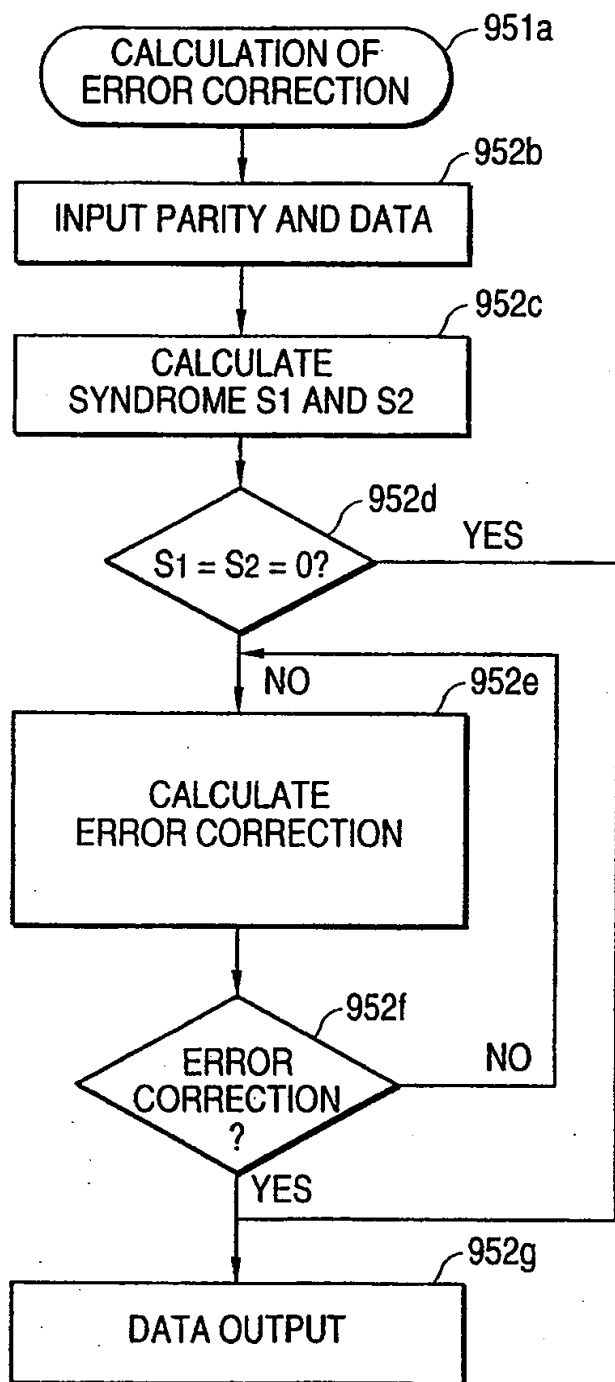 CALCULATION OF
ERROR CORRECTION
951a
952b
INPUT PARITY AND DATA
952c
CALCULATE
SYNDROME S1 AND S2
952d
YES
S1 = S2 = 0?
NO
952e
CALCULATE
ERROR CORRECTION
952f
ERROR
CORRECTION
?
NO
YES
952g
DATA OUTPUT